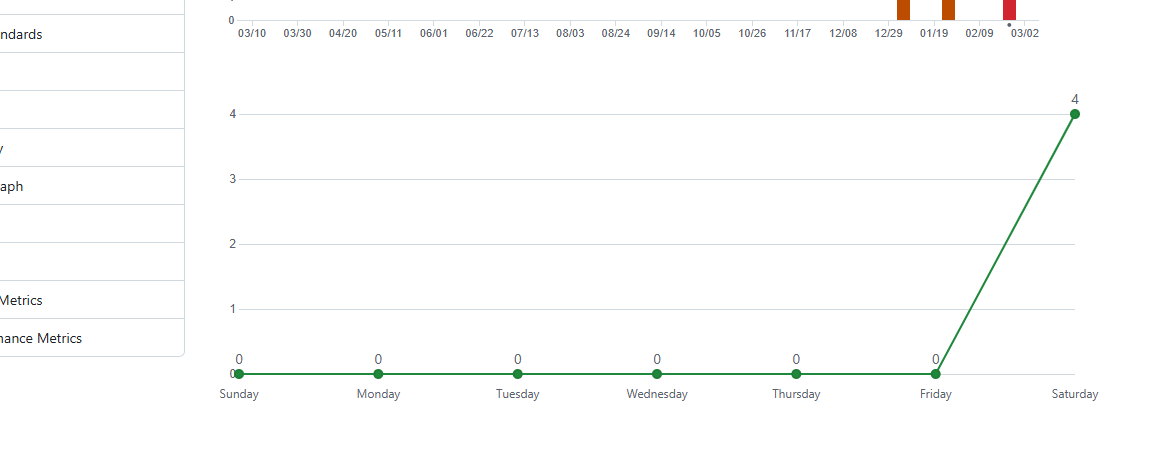 ndards
y
aph
Metrics
nance Metrics
0
03/10 03/30 04/20 05/11 06/01 06/22 07/13 08/03 08/24 09/14 10/05 10/26 11/17 12/08 12/29 01/19 02/09 03/02
4
4
3
2
1
0 0 0 0 0 0
0
Sunday Monday Tuesday Wednesday Thursday Friday Saturday